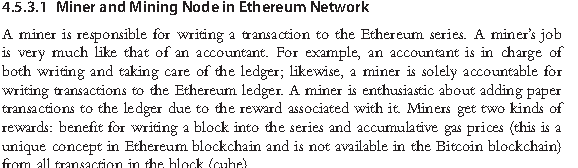 4.5.3.1 Miner and Mining Node in Ethereum Network
A miner is responsible for writing a transaction to the Ethereum series. A miner's job
is very much like that of an accountant. For example, an accountant is in charge of
both writing and taking care of the ledger; likewise, a miner is solely accountable for
writing transactions to the Ethereum ledger. A miner is enthusiastic about adding paper
transactions to the ledger due to the reward associated with it. Miners get two kinds of
rewards: benefit for writing a block into the series and accumulative gas prices (this is a
unique concept in Ethereum blockchain and is not available in the Bitcoin blockchain)
from all transaction in the block (cube)